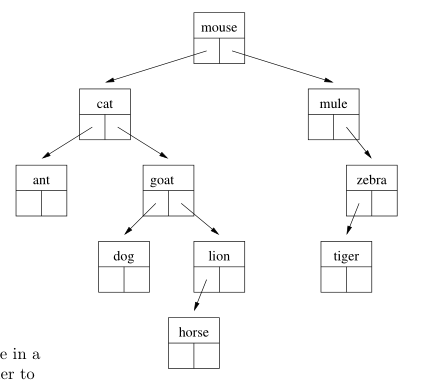 mouse
cat mule
ant goat zebra
dog lion tiger
horse
e in a
er to